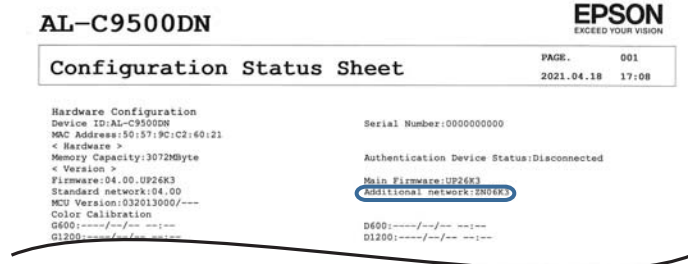 AL-C9500DN
EPSON
EXCEED YOUR VISION
Configuration Status Sheet
PAGE. 001
2021.04.18 17:08
Hardware Configuration
Device ID:AL-C9500DN
Serial Number:0000000000
MAC Address:50:57:9C:C2:60:21
< Hardware >
Memory Capacity:3072MByte
Authentication Device Status:Disconnected
< Version >
Firmware:04.00.UP26K3
Main Firmware:UP26K3
Standard network:04.00
Additional network:ZN06K3
MCU Version:032013000/---
Color Calibration
G600:----/--/-- --:--
D600:----/--/-- --:--
G1200:----/--/-- --:--
D1200:----/--/-- --:--